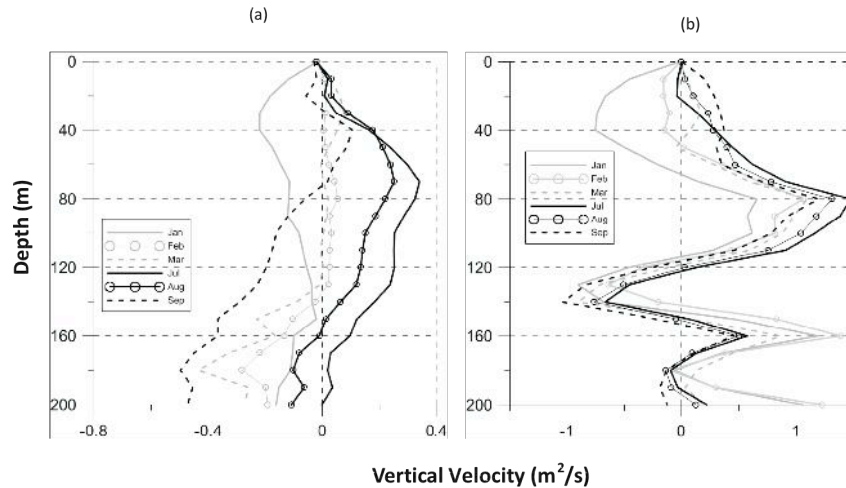 (a)
(b)
0
40
80
120
160
200
Depth (m)
Jan
Feb
Mar
Jul
Aug
Sep
-0.8
-0.4
0
0.4
0
40
80
120
160
200
Jan
Feb
Mar
Jul
Aug
Sep
-1
0
1
Vertical Velocity (m²/s)